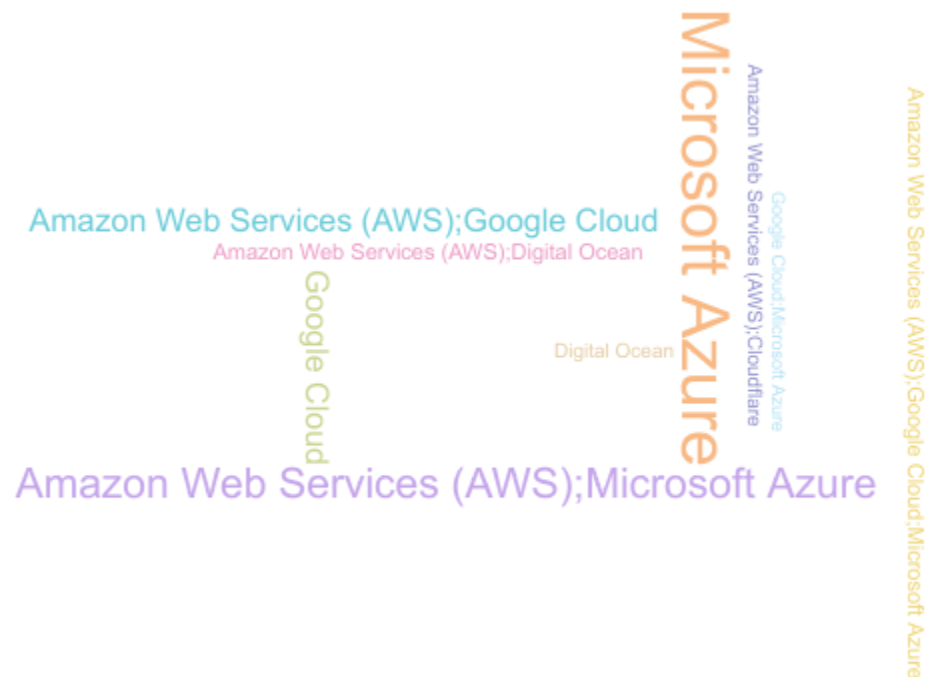 Microsoft Azure
Amazon Web Services (AWS);Cloudflare
Amazon Web Services (AWS);Google Cloud;Microsoft Azure
Google Cloud;Microsoft Azure
Amazon Web Services (AWS);Google Cloud
Amazon Web Services (AWS);Digital Ocean
Google Cloud
Digital Ocean
Amazon Web Services (AWS);Microsoft Azure